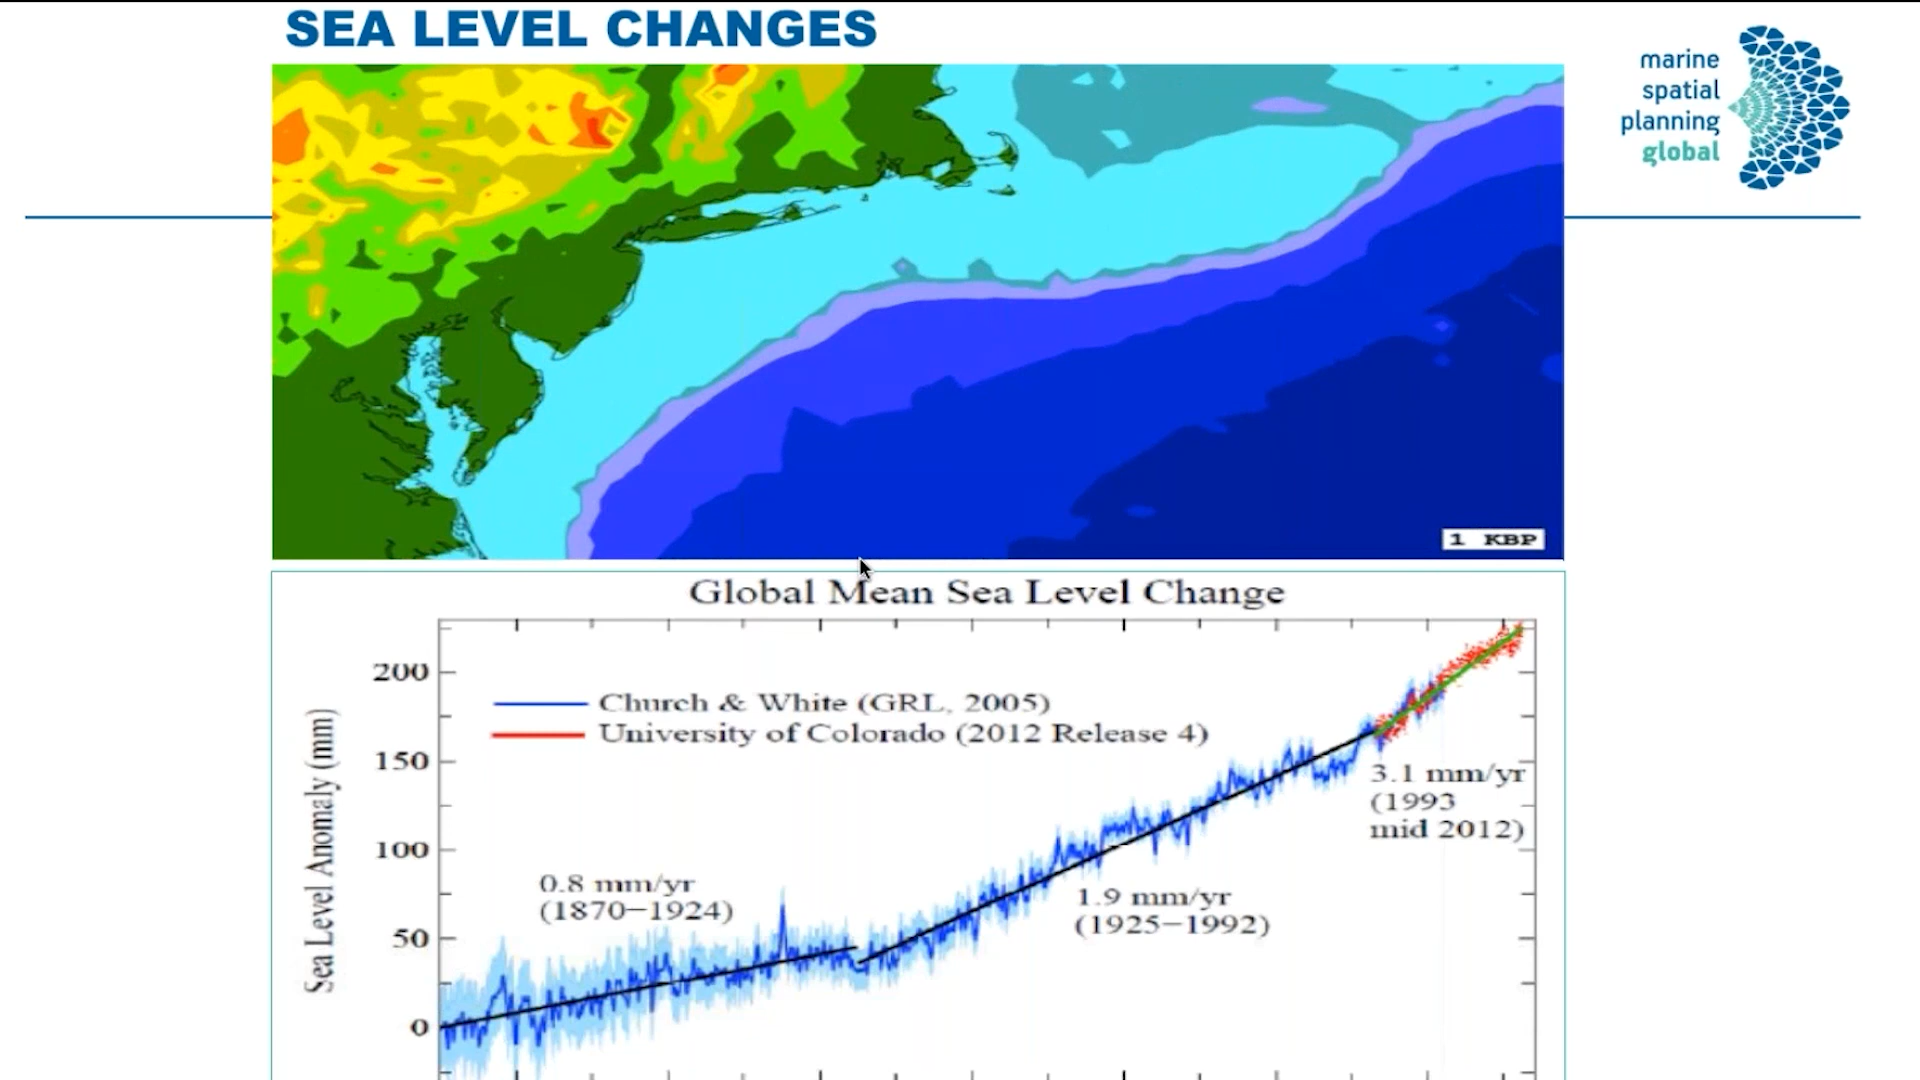 SEA LEVEL CHANGES
marine
spatial
planning
global
1 KBP
Global Mean Sea Level Change
200
150
100
50
0
Sea Level Anomaly (mm)
Church & White (GRL, 2005)
University of Colorado (2012 Release 4)
3.1 mm/yr
(1993
mid 2012)
0.8 mm/yr
(1870−1924)
1.9 mm/yr
(1925−1992)